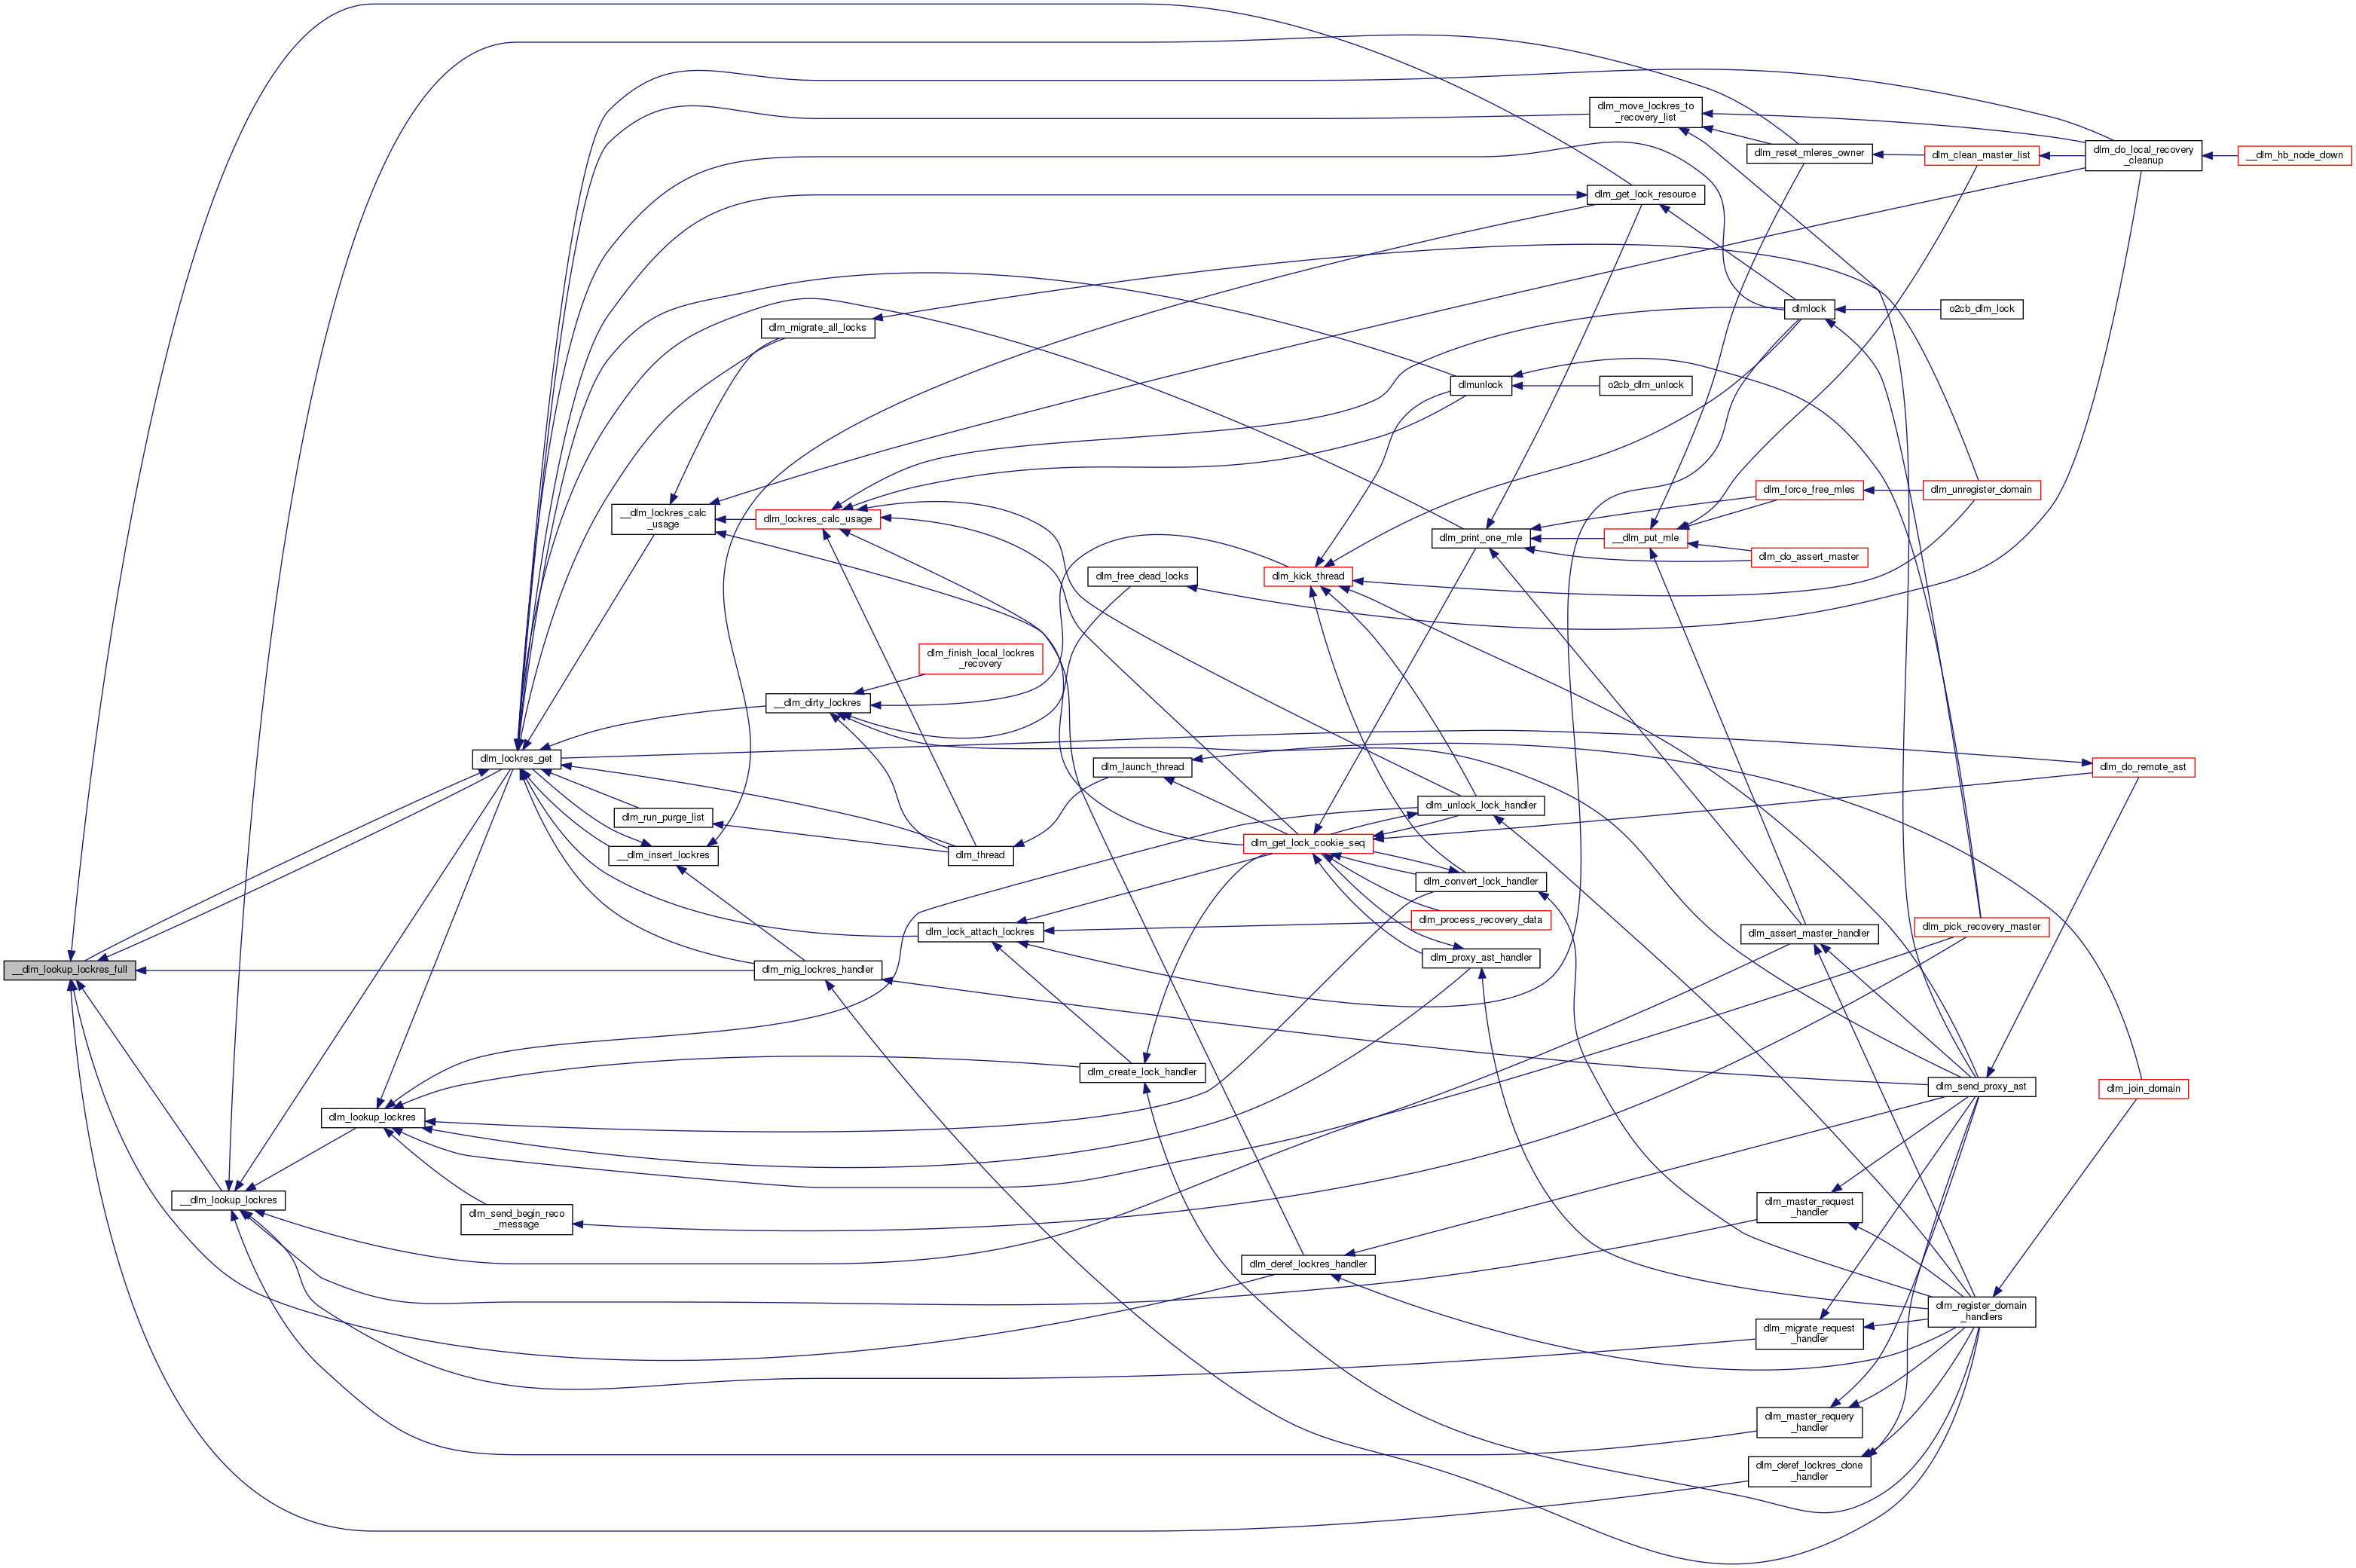 dlm_move_lockres_to
_recovery_list
dlm_reset_mleres_owner
dlm_clean_master_list
dlm_do_local_recovery
_cleanup
__dlm_hb_node_down
dlm_get_lock_resource
dlm_migrate_all_locks
dlmlock
o2cb_dlm_lock
dlmunlock
o2cb_dlm_unlock
__dlm_lockres_calc
_usage
dlm_lockres_calc_usage
dlm_force_free_mles
dlm_unregister_domain
dlm_print_one_mle
__dlm_put_mle
dlm_do_assert_master
dlm_free_dead_locks
dlm_kick_thread
dlm_finish_local_lockres
_recovery
__dlm_dirty_lockres
dlm_lockres_get
dlm_launch_thread
dlm_do_remote_ast
dlm_run_purge_list
dlm_unlock_lock_handler
__dlm_insert_lockres
dlm_thread
dlm_get_lock_cookie_seq
dlm_convert_lock_handler
dlm_process_recovery_data
dlm_lock_attach_lockres
dlm_assert_master_handler
dlm_pick_recovery_master
dlm_proxy_ast_handler
__dlm_lookup_lockres_full
dlm_mig_lockres_handler
dlm_create_lock_handler
dlm_send_proxy_ast
dlm_join_domain
dlm_lookup_lockres
__dlm_lookup_lockres
dlm_send_begin_reco
_message
dlm_master_request
_handler
dlm_deref_lockres_handler
dlm_register_domain
_handlers
dlm_migrate_request
_handler
dlm_master_requery
_handler
dlm_deref_lockres_done
_handler